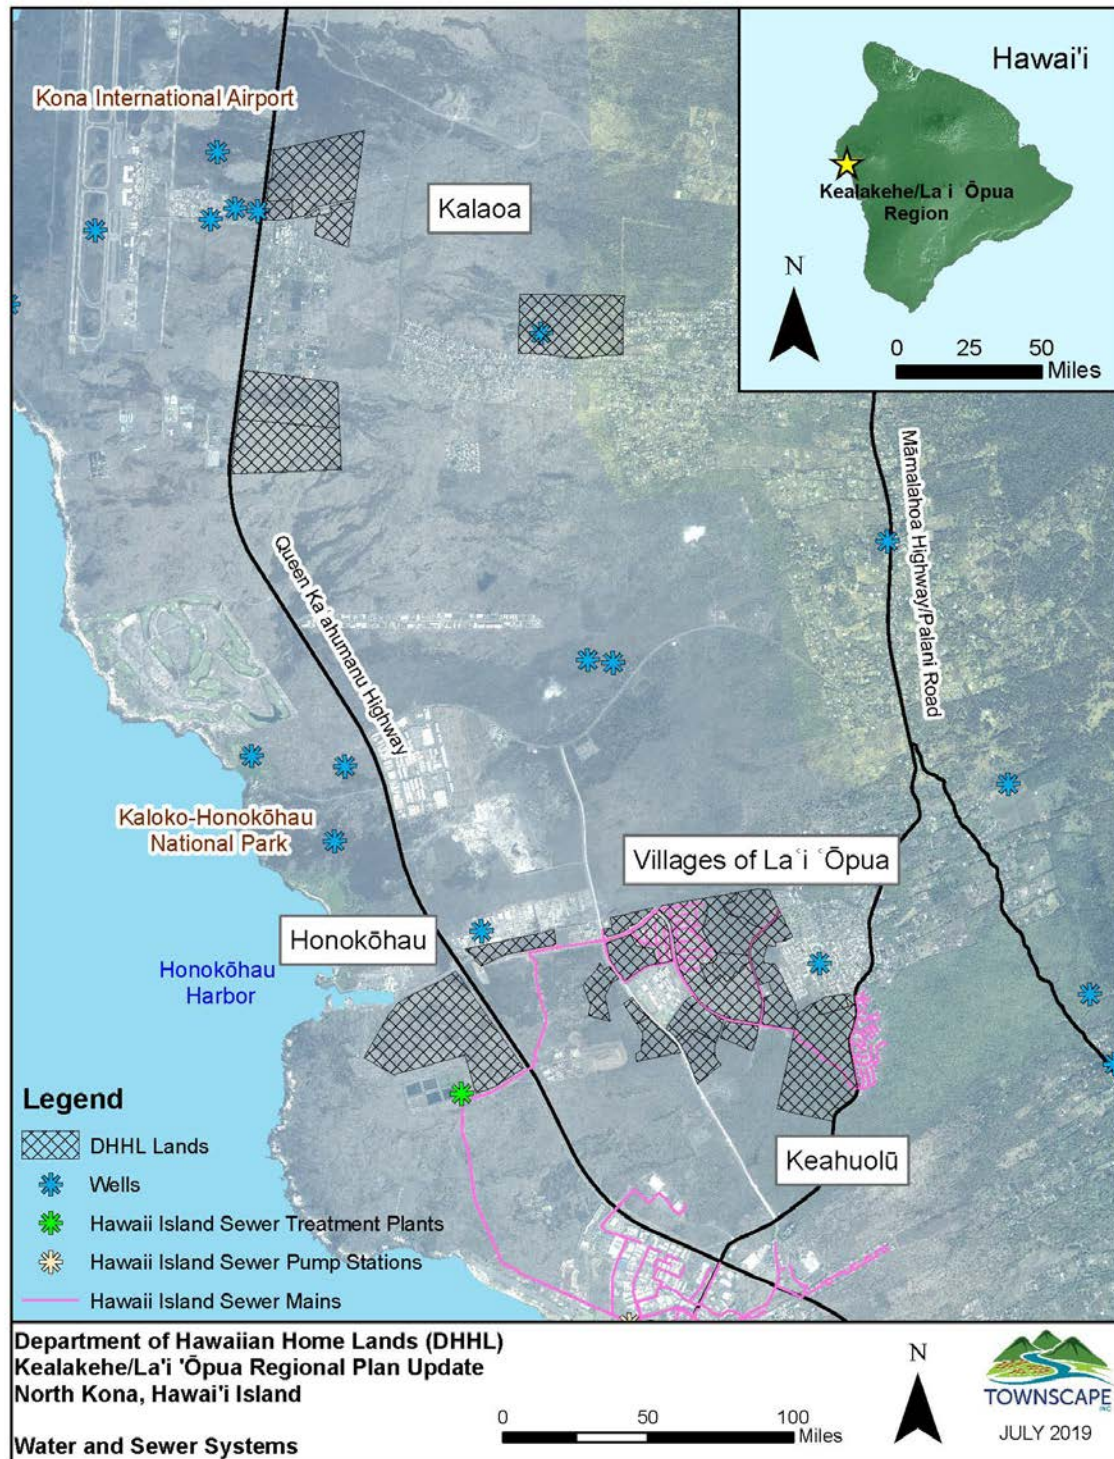 Hawai'i
Kealakehe/La'i 'Ōpua
Region
N
0 25 50
Miles
Kona International Airport
Kalaoa
Māmalahoa Highway/Palani Road
Queen Ka'ahumanu Highway
Kaloko-Honokōhau
National Park
Villages of La'i 'Ōpua
Honokōhau
Honokōhau
Harbor
Keahuolū
Legend
DHHL Lands
Wells
Hawaii Island Sewer Treatment Plants
Hawaii Island Sewer Pump Stations
Hawaii Island Sewer Mains
Department of Hawaiian Home Lands (DHHL)
Kealakehe/La'i 'Ōpua Regional Plan Update
North Kona, Hawai'i Island
Water and Sewer Systems
0 50 100
Miles
N
TOWNSCAPE
INC
JULY 2019